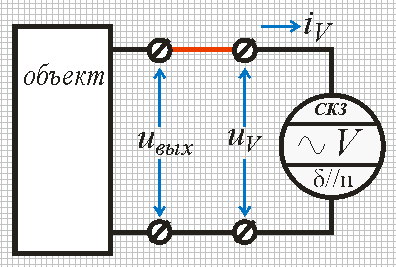 i_V
объект
u_вых
u_V
СКЗ
~ V
δ//п